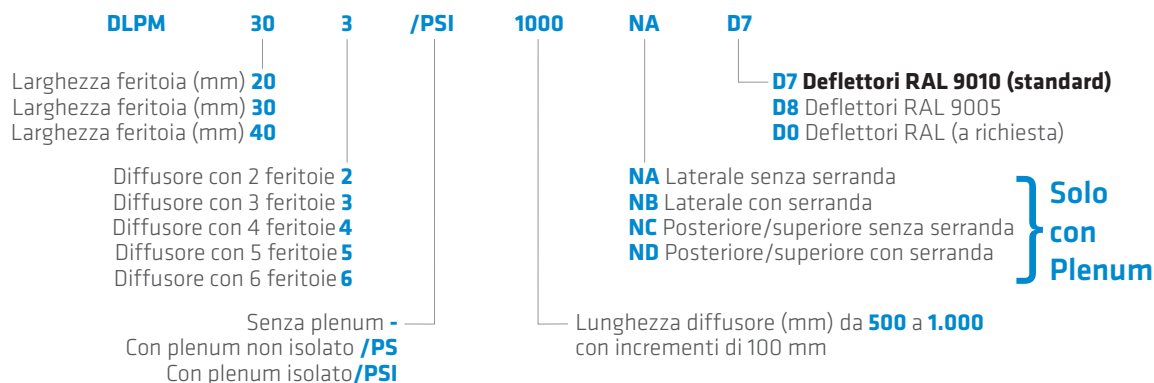 DLPM 30 3 /PSI 1000 NA D7
Larghezza feritoia (mm) 20
Larghezza feritoia (mm) 30
Larghezza feritoia (mm) 40
D7 Deflettori RAL 9010 (standard)
D8 Deflettori RAL 9005
D0 Deflettori RAL (a richiesta)
Diffusore con 2 feritoie 2
Diffusore con 3 feritoie 3
Diffusore con 4 feritoie 4
Diffusore con 5 feritoie 5
Diffusore con 6 feritoie 6
NA Laterale senza serranda
NB Laterale con serranda
NC Posteriore/superiore senza serranda
ND Posteriore/superiore con serranda
Solo
con
Plenum
Senza plenum -
Con plenum non isolato /PS
Con plenum isolato/PSI
Lunghezza diffusore (mm) da 500 a 1.000
con incrementi di 100 mm